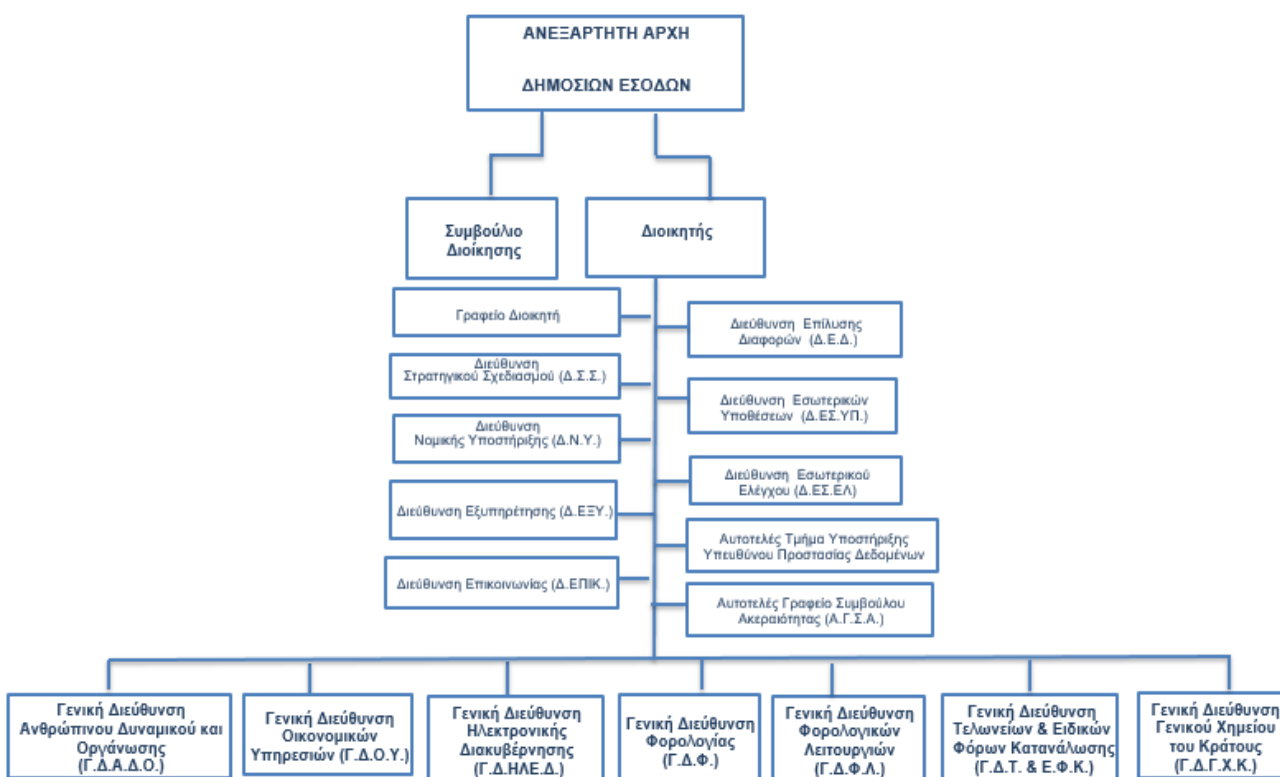 ΑΝΕΞΑΡΤΗΤΗ ΑΡΧΗ
ΔΗΜΟΣΙΩΝ ΕΣΟΔΩΝ
Συμβούλιο
Διοίκησης
Διοικητής
Γραφείο Διοικητή
Διεύθυνση
Στρατηγικού Σχεδιασμού (Δ.Σ.Σ.)
Διεύθυνση
Νομικής Υποστήριξης (Δ.Ν.Υ.)
Διεύθυνση Εξυπηρέτησης (Δ.ΕΞΥ.)
Διεύθυνση Επικοινωνίας (Δ.ΕΠΙΚ.)
Διεύθυνση Επίλυσης
Διαφορών (Δ.Ε.Δ.)
Διεύθυνση Εσωτερικών
Υποθέσεων (Δ.ΕΣ.ΥΠ.)
Διεύθυνση Εσωτερικού
Ελέγχου (Δ.ΕΣ.ΕΛ)
Αυτοτελές Τμήμα Υποστήριξης
Υπευθύνου Προστασίας Δεδομένων
Αυτοτελές Γραφείο Συμβούλου
Ακεραιότητας (Α.Γ.Σ.Α.)
Γενική Διεύθυνση
Ανθρώπινου Δυναμικού και
Οργάνωσης
(Γ.Δ.Α.Δ.Ο.)
Γενική Διεύθυνση
Οικονομικών
Υπηρεσιών (Γ.Δ.Ο.Υ.)
Γενική Διεύθυνση
Ηλεκτρονικής
Διακυβέρνησης
(Γ.Δ.ΗΛΕ.Δ.)
Γενική Διεύθυνση
Φορολογίας
(Γ.Δ.Φ.)
Γενική Διεύθυνση
Φορολογικών
Λειτουργιών
(Γ.Δ.Φ.Λ.)
Γενική Διεύθυνση
Τελωνείων & Ειδικών
Φόρων Κατανάλωσης
(Γ.Δ.Τ. & Ε.Φ.Κ.)
Γενική Διεύθυνση
Γενικού Χημείου
του Κράτους
(Γ.Δ.Γ.Χ.Κ.)